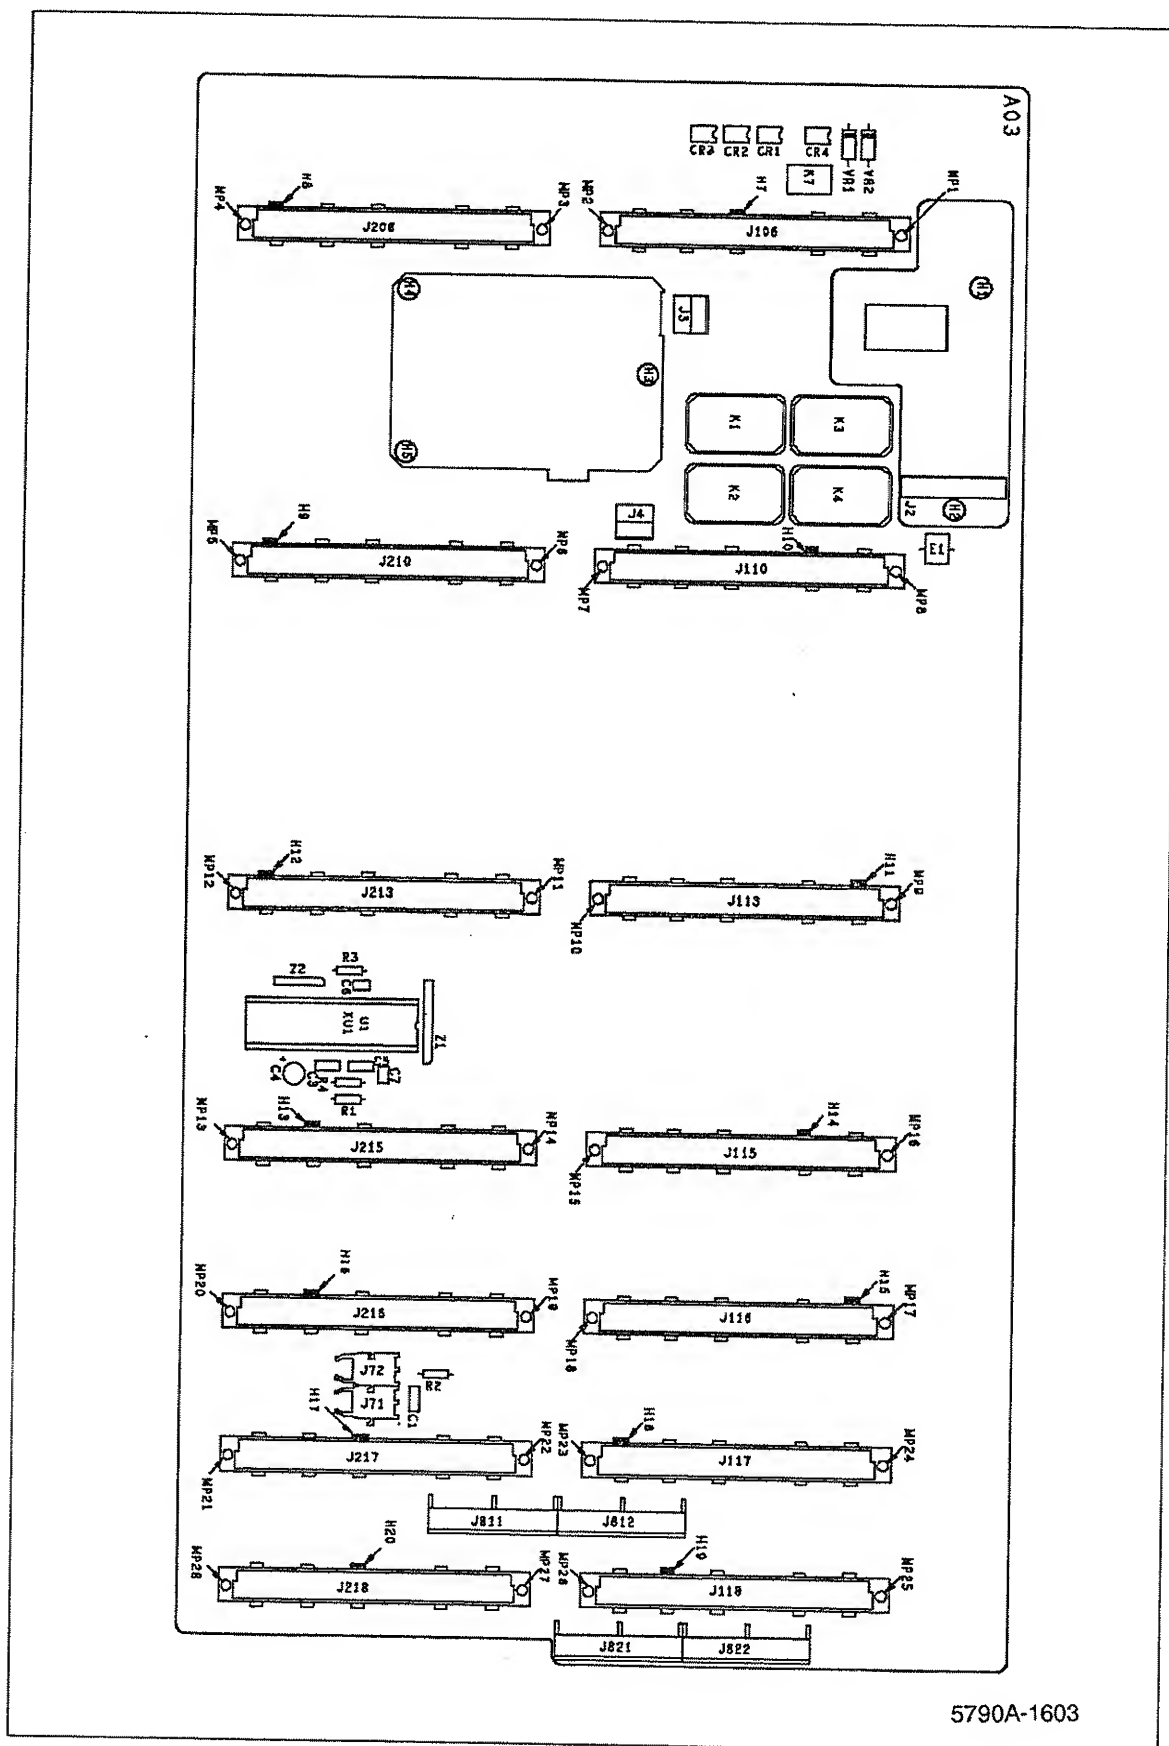 A03
CR3 CR2 CR1 CR4 VR1 VR2
K7
MP4 H8 MP3 MP2 H7 MP1
J206 J106
H4 J3 H1
H3
K1 K3
H5
K2 K4 J2 H2
J4
MP5 H9 MP6 H10 E1
J210 J110
MP7 MP8
MP12 H12 MP11 H11 MP9
J213 J113
MP10
Z2 R3
C6
XU1 U1
Z1
C4 C3 R4 C7
R1
MP13 H13 MP14 H14 MP16
J215 J115
MP15
MP20 H16 MP19 H15 MP17
J216 J116
MP18
J72 R2
J71 C1
H17 MP22 MP23 H18 MP24
J217 J117
MP21
J811 J812
MP28 H20 MP27 H19 MP25
J218 J118
J821 J822
5790A-1603